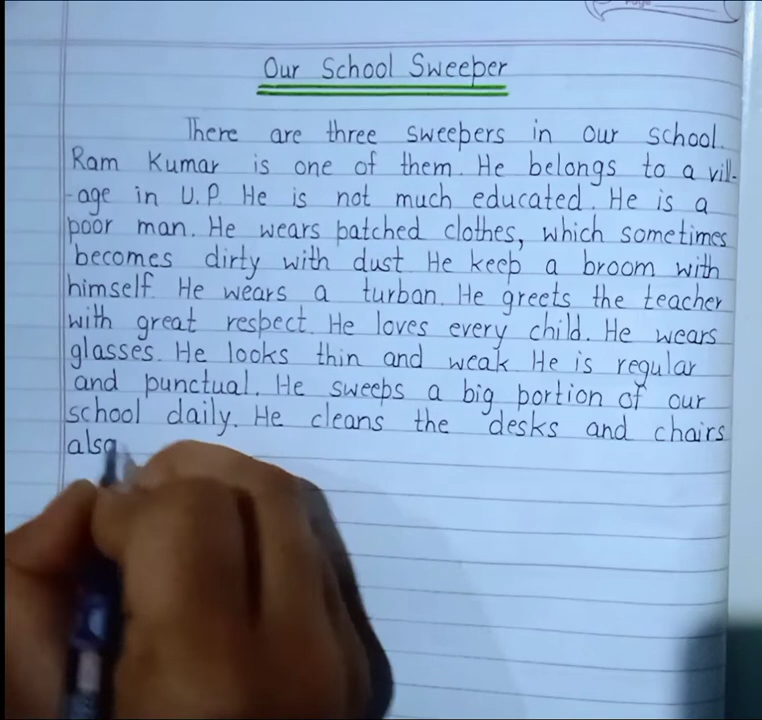 Our School Sweeper
There are three sweepers in our school.
Ram Kumar is one of them. He belongs to a vill-
-age in U.P. He is not much educated. He is a
poor man. He wears patched clothes, which sometimes
becomes dirty with dust He keep a broom with
himself. He wears a turban. He greets the teacher
with great respect. He loves every child. He wears
glasses. He looks thin and weak He is regular
and punctual. He sweeps a big portion of our
school daily. He cleans the desks and chairs
also